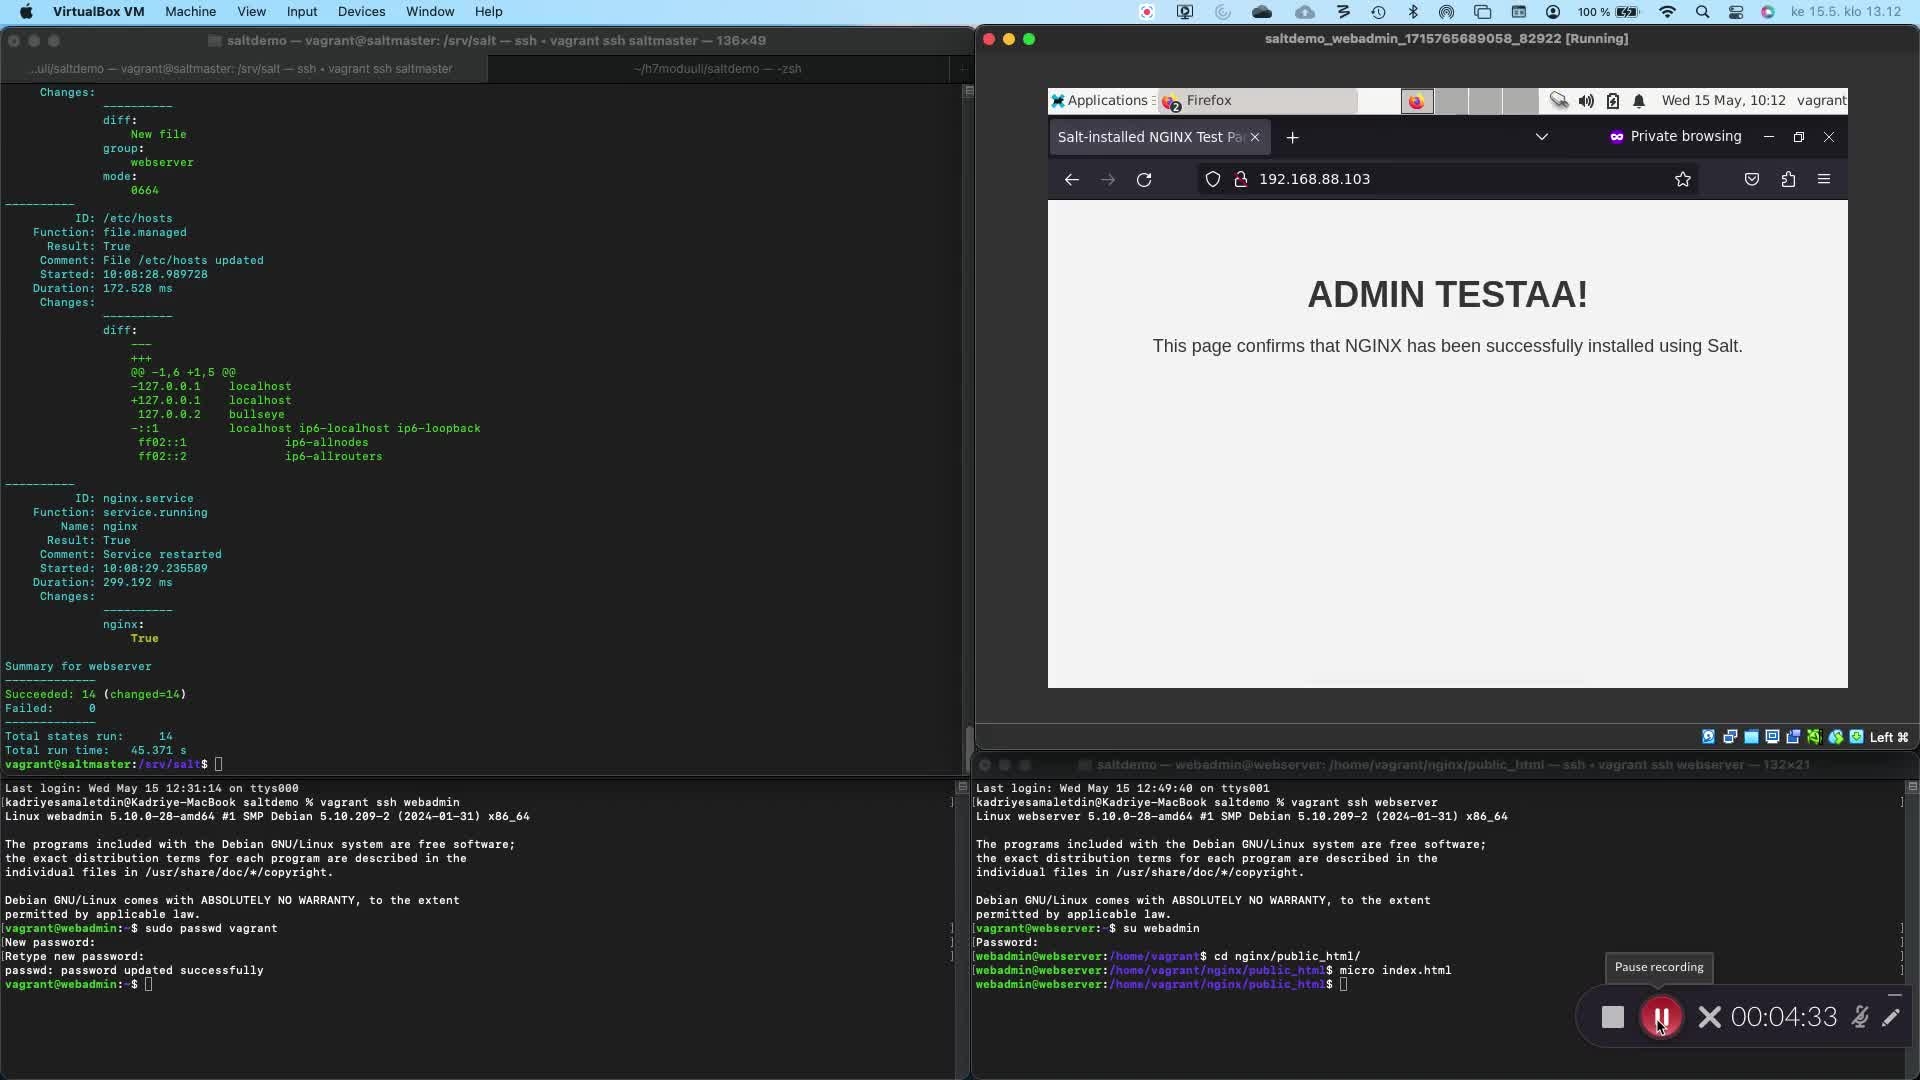 VirtualBox VM Machine View Input Devices Window Help 100 % ke 15.5. klo 13.12
saltdemo — vagrant@saltmaster: /srv/salt — ssh • vagrant ssh saltmaster — 136×49
...uli/saltdemo — vagrant@saltmaster: /srv/salt — ssh • vagrant ssh saltmaster
~/h7moduuli/saltdemo — -zsh
Changes:
----------
diff:
New file
group:
webserver
mode:
0664
----------
ID: /etc/hosts
Function: file.managed
Result: True
Comment: File /etc/hosts updated
Started: 10:08:28.989728
Duration: 172.528 ms
Changes:
----------
diff:
---
+++
@@ -1,6 +1,5 @@
-127.0.0.1 localhost
+127.0.0.1 localhost
127.0.0.2 bullseye
-::1 localhost ip6-localhost ip6-loopback
ff02::1 ip6-allnodes
ff02::2 ip6-allrouters
----------
ID: nginx.service
Function: service.running
Name: nginx
Result: True
Comment: Service restarted
Started: 10:08:29.235589
Duration: 299.192 ms
Changes:
----------
nginx:
True
Summary for webserver
-------------
Succeeded: 14 (changed=14)
Failed: 0
-------------
Total states run: 14
Total run time: 45.371 s
vagrant@saltmaster:/srv/salt$
saltdemo_webadmin_1715765689058_82922 [Running]
Applications 2 Firefox Wed 15 May, 10:12 vagrant
Salt-installed NGINX Test Pa Private browsing
192.168.88.103
ADMIN TESTAA!
This page confirms that NGINX has been successfully installed using Salt.
Left ⌘
Last login: Wed May 15 12:31:14 on ttys000
[kadriyesamaletdin@Kadriye-MacBook saltdemo % vagrant ssh webadmin ]
Linux webadmin 5.10.0-28-amd64 #1 SMP Debian 5.10.209-2 (2024-01-31) x86_64
The programs included with the Debian GNU/Linux system are free software;
the exact distribution terms for each program are described in the
individual files in /usr/share/doc/*/copyright.
Debian GNU/Linux comes with ABSOLUTELY NO WARRANTY, to the extent
permitted by applicable law.
[vagrant@webadmin:~$ sudo passwd vagrant ]
[New password: ]
[Retype new password: ]
passwd: password updated successfully
vagrant@webadmin:~$
saltdemo — webadmin@webserver: /home/vagrant/nginx/public_html — ssh • vagrant ssh webserver — 132×21
Last login: Wed May 15 12:49:40 on ttys001
[kadriyesamaletdin@Kadriye-MacBook saltdemo % vagrant ssh webserver ]
Linux webserver 5.10.0-28-amd64 #1 SMP Debian 5.10.209-2 (2024-01-31) x86_64
The programs included with the Debian GNU/Linux system are free software;
the exact distribution terms for each program are described in the
individual files in /usr/share/doc/*/copyright.
Debian GNU/Linux comes with ABSOLUTELY NO WARRANTY, to the extent
permitted by applicable law.
[vagrant@webserver:~$ su webadmin ]
[Password: ]
[webadmin@webserver:/home/vagrant$ cd nginx/public_html/ ]
[webadmin@webserver:/home/vagrant/nginx/public_html$ micro index.html ]
webadmin@webserver:/home/vagrant/nginx/public_html$
Pause recording
00:04:33